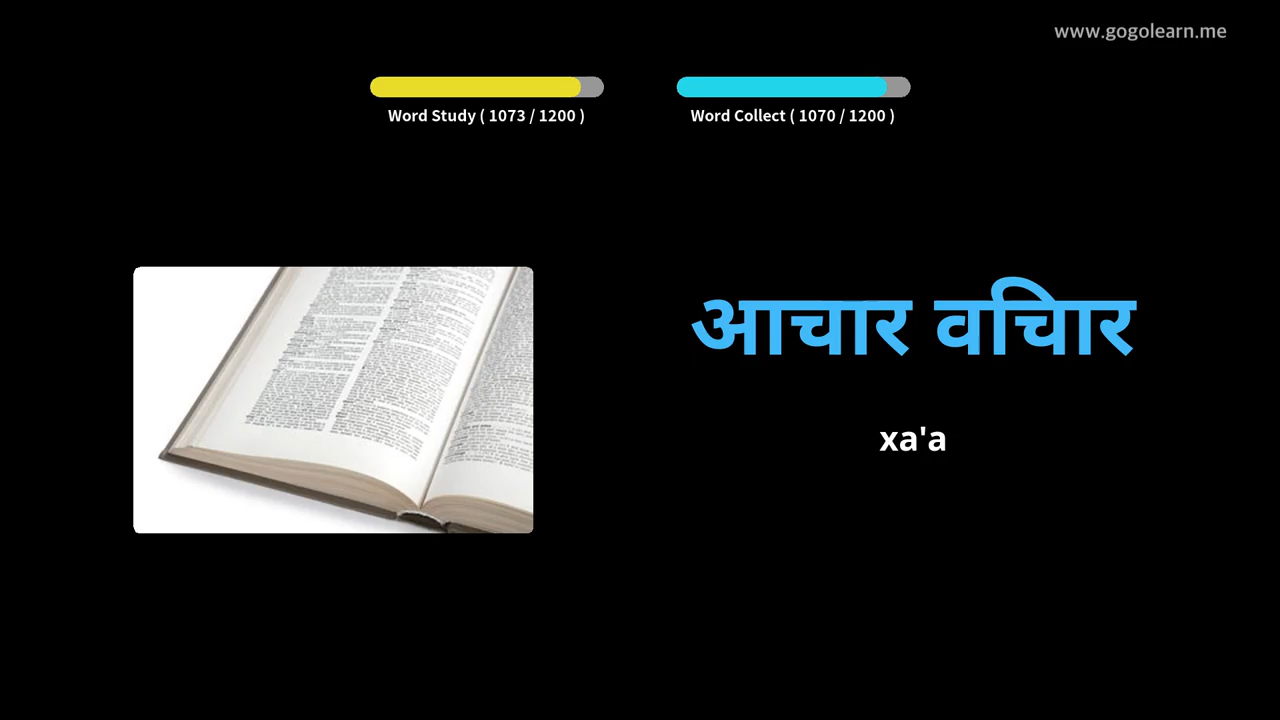 www.gogolearn.me
Word Study ( 1073 / 1200 )
Word Collect ( 1070 / 1200 )
आचार वचिार
xa'a